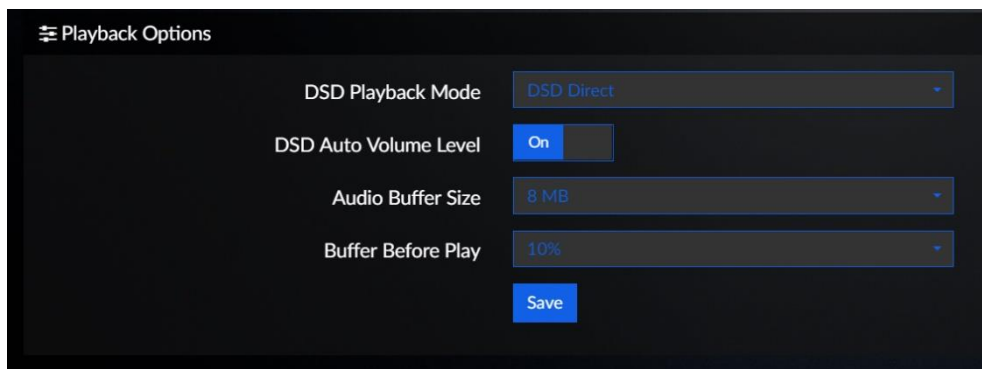 Playback Options
DSD Playback Mode DSD Direct
DSD Auto Volume Level On
Audio Buffer Size 8 MB
Buffer Before Play 10%
Save